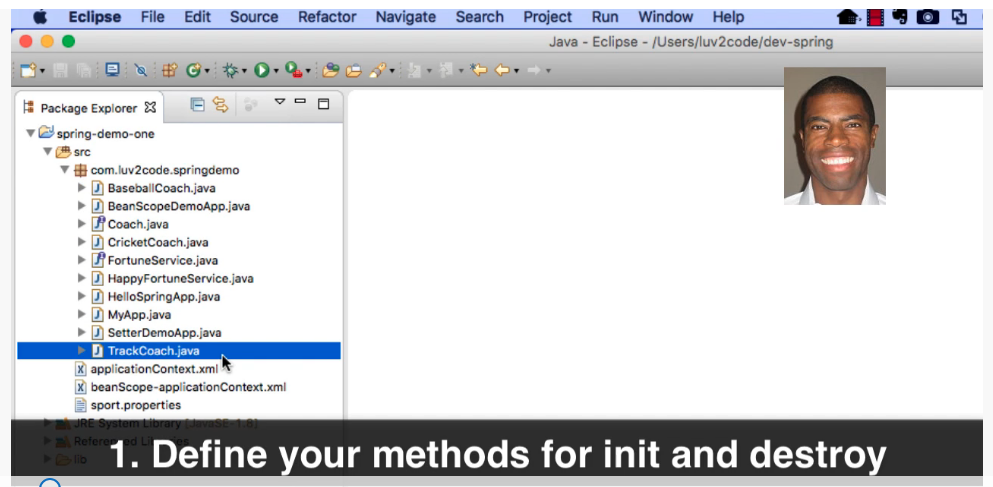 Eclipse File Edit Source Refactor Navigate Search Project Run Window Help
Java - Eclipse - /Users/luv2code/dev-spring
Package Explorer
spring-demo-one
src
com.luv2code.springdemo
BaseballCoach.java
BeanScopeDemoApp.java
Coach.java
CricketCoach.java
FortuneService.java
HappyFortuneService.java
HelloSpringApp.java
MyApp.java
SetterDemoApp.java
TrackCoach.java
applicationContext.xml
beanScope-applicationContext.xml
sport.properties
JRE System Library [JavaSE-1.8]
Referenced Libraries
lib
1. Define your methods for init and destroy